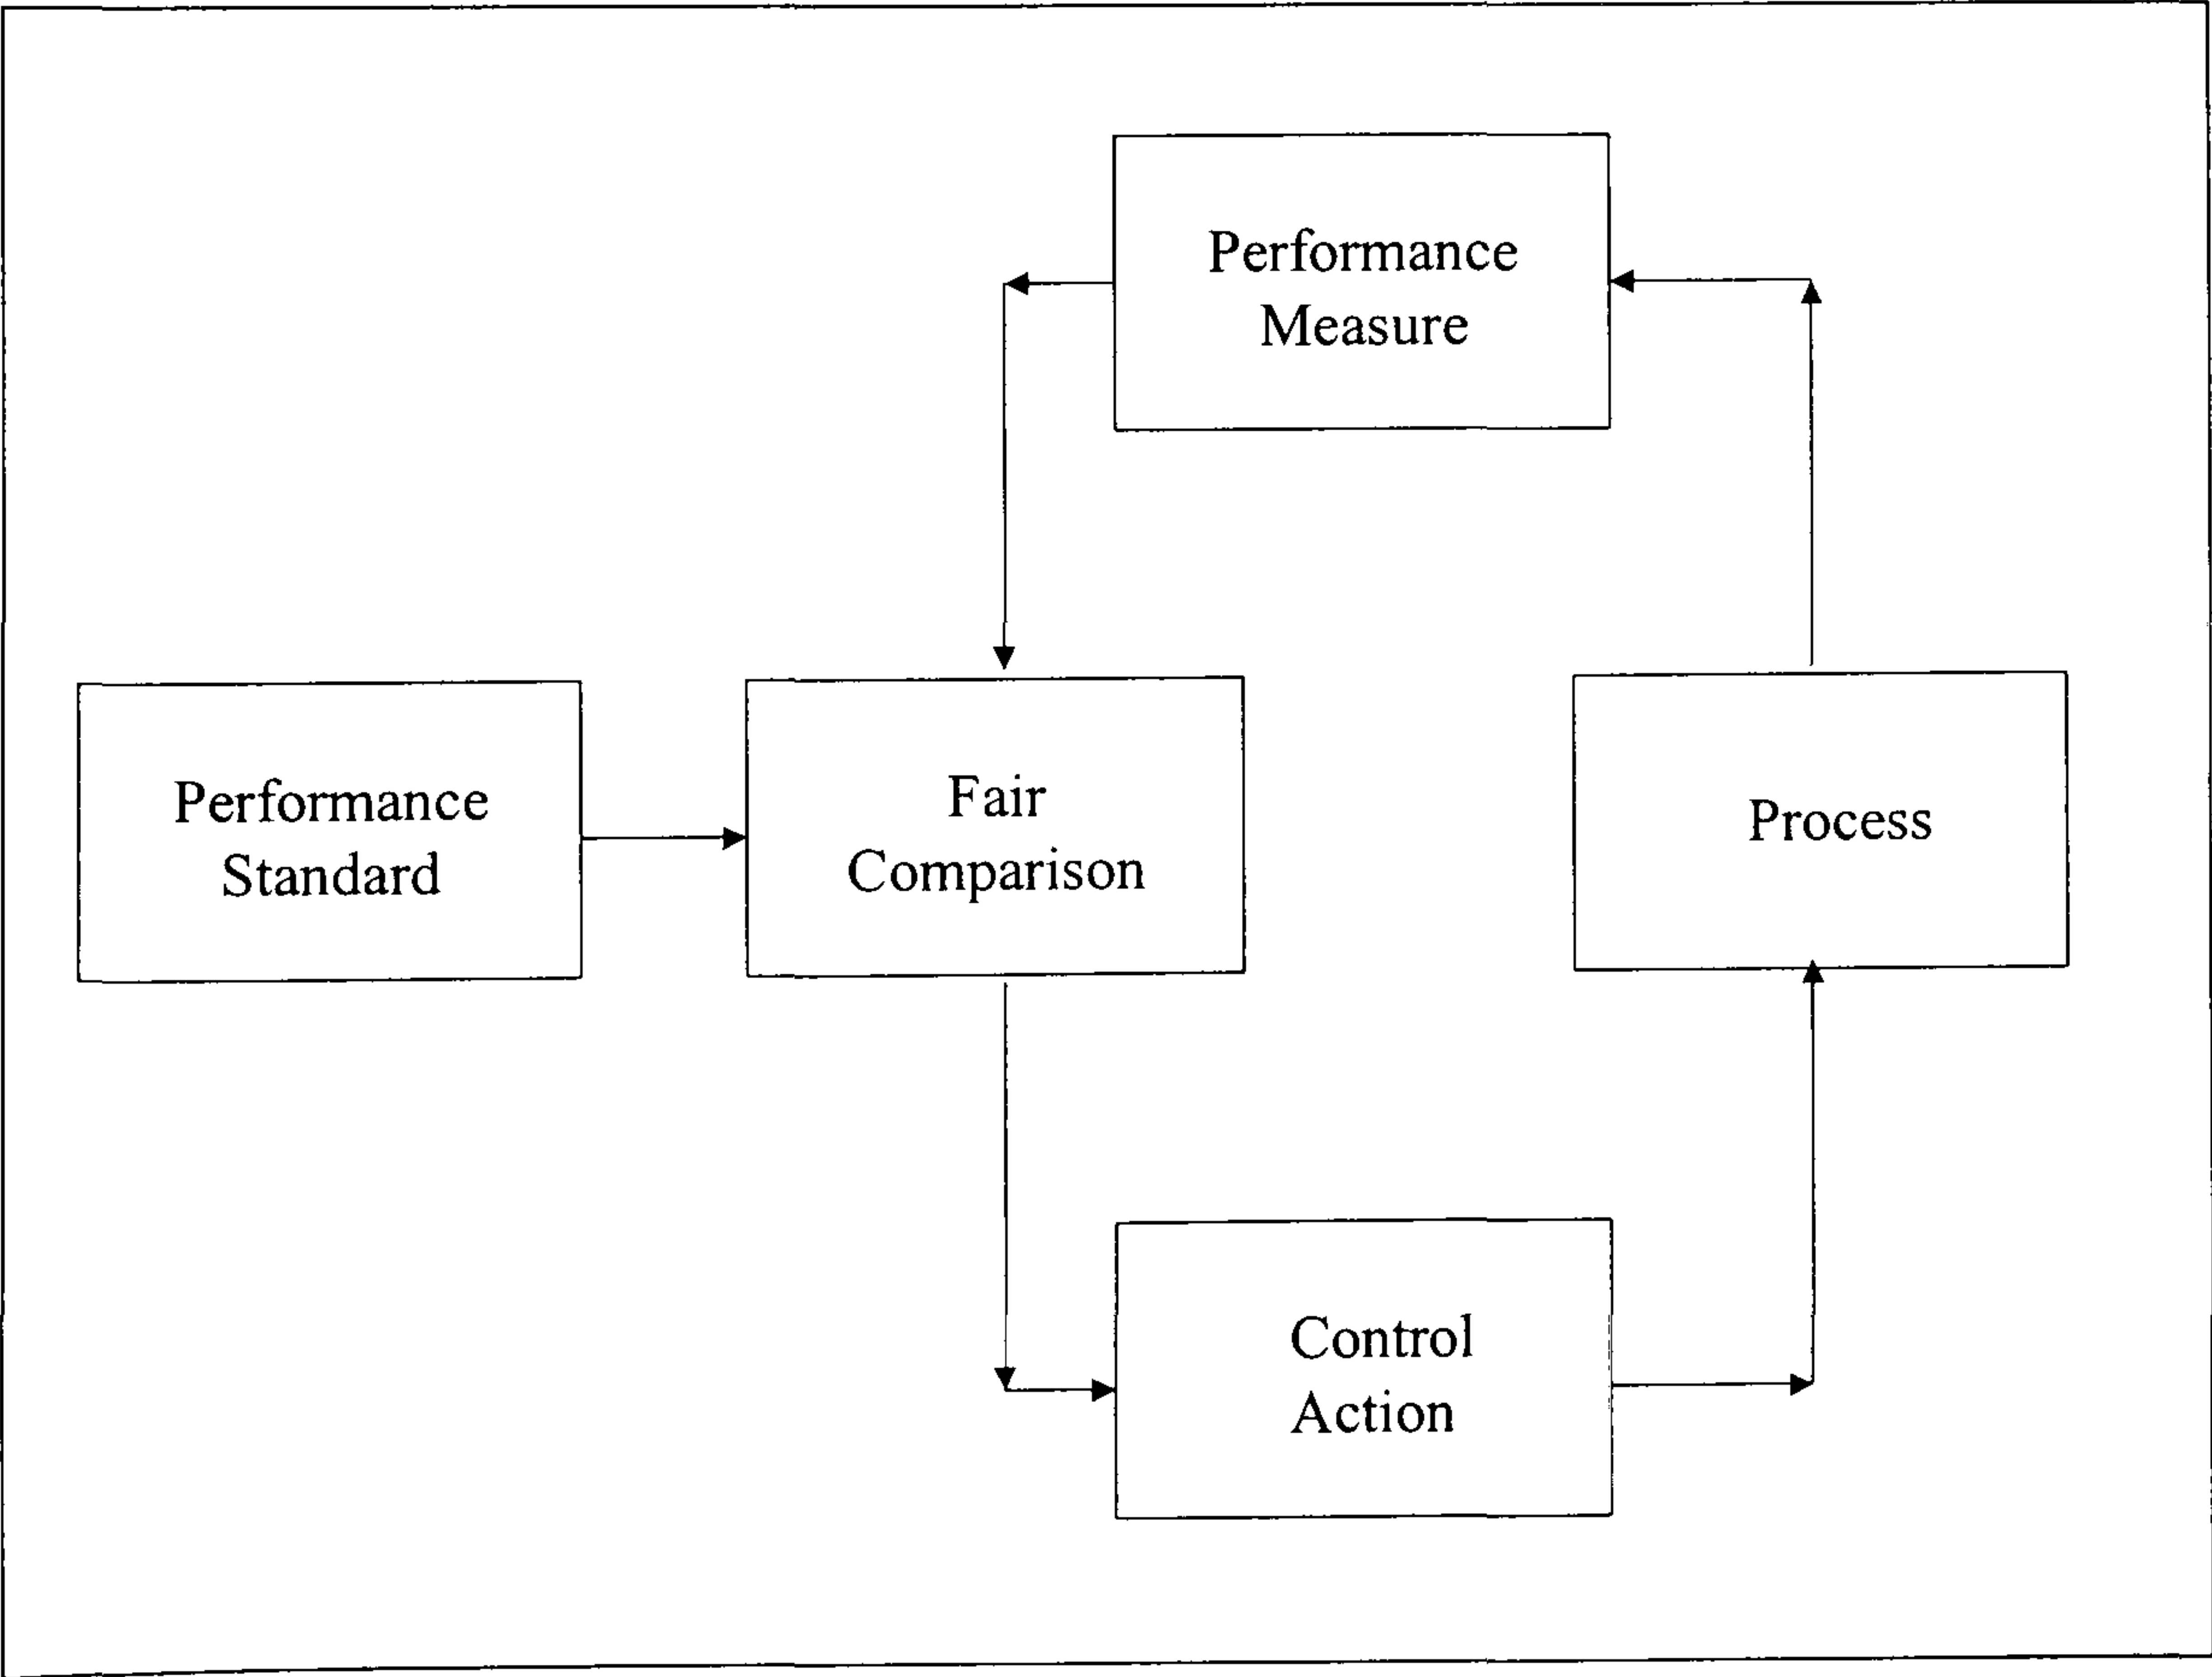 Performance
Measure
Performance
Standard
Fair
Comparison
Process
Control
Action